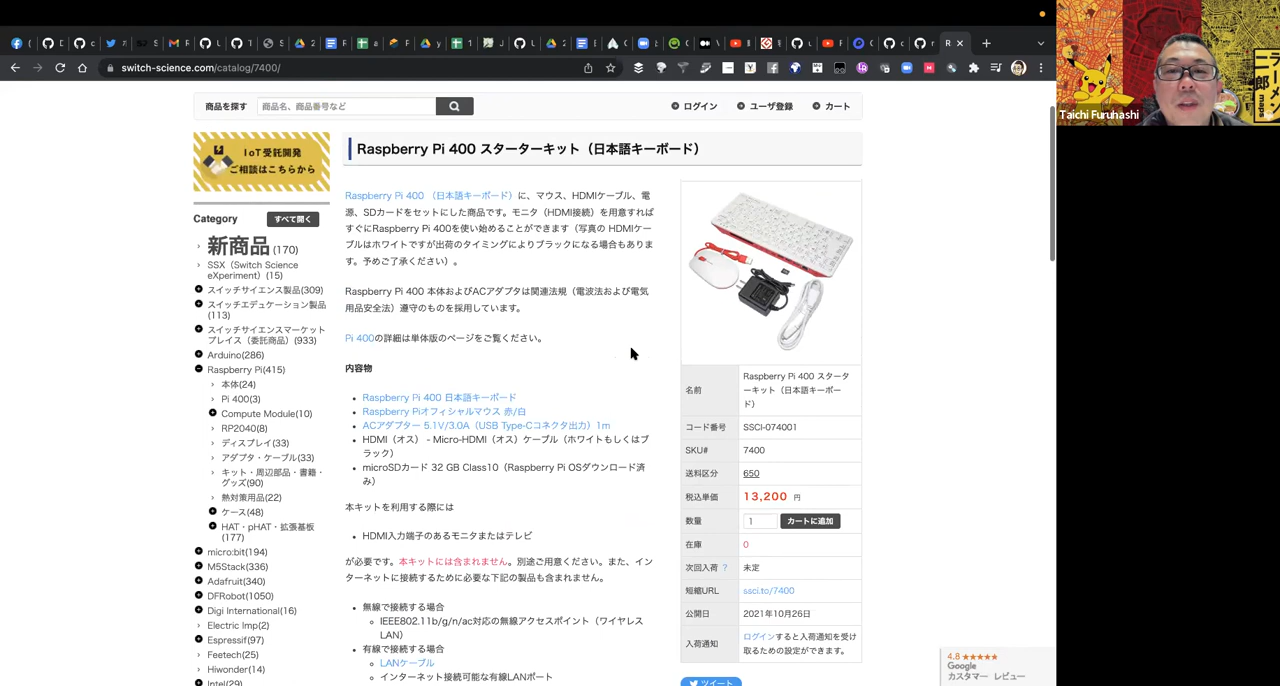 switch-science.com/catalog/7400/
商品を探す
商品名、商品番号など
ログイン
ユーザ登録
カート
Taichi Furuhashi
IoT受託開発
ご相談はこちらから
Raspberry Pi 400 スターターキット（日本語キーボード）
Category
すべて開く
新商品 (170)
SSX（Switch Science
eXperiment）(15)
スイッチサイエンス製品(309)
スイッチエデュケーション製品
(113)
スイッチサイエンスマーケット
プレイス（委託商品）(933)
Arduino(286)
Raspberry Pi(415)
本体(24)
Pi 400(3)
Compute Module(10)
RP2040(8)
ディスプレイ(33)
アダプタ・ケーブル(33)
キット・周辺部品・書籍・
グッズ(90)
熱対策用品(22)
ケース(48)
HAT・pHAT・拡張基板
(177)
micro:bit(194)
M5Stack(336)
Adafruit(340)
DFRobot(1050)
Digi International(16)
Electric Imp(2)
Espressif(97)
Feetech(25)
Hiwonder(14)
Intel(29)
Raspberry Pi 400 （日本語キーボード）に、マウス、HDMIケーブル、電
源、SDカードをセットにした商品です。モニタ（HDMI接続）を用意すれば
すぐにRaspberry Pi 400を使い始めることができます（写真の HDMIケー
ブルはホワイトですが出荷のタイミングによりブラックになる場合もありま
す。予めご了承ください）。
Raspberry Pi 400 本体およびACアダプタは関連法規（電波法および電気
用品安全法）遵守のものを採用しています。
Pi 400の詳細は単体版のページをご覧ください。
内容物
Raspberry Pi 400 日本語キーボード
Raspberry Piオフィシャルマウス 赤/白
ACアダプター 5.1V/3.0A（USB Type-Cコネクタ出力）1m
HDMI（オス） - Micro-HDMI（オス）ケーブル（ホワイトもしくはブ
ラック）
microSDカード 32 GB Class10（Raspberry Pi OSダウンロード済
み）
本キットを利用する際には
HDMI入力端子のあるモニタまたはテレビ
が必要です。本キットには含まれません。別途ご用意ください。また、イン
ターネットに接続するために必要な下記の製品も含まれません。
無線で接続する場合
IEEE802.11b/g/n/ac対応の無線アクセスポイント（ワイヤレス
LAN）
有線で接続する場合
LANケーブル
インターネット接続可能な有線LANポート
名前 Raspberry Pi 400 スター
ターキット（日本語キーボー
ド）
コード番号 SSCI-074001
SKU# 7400
送料区分 650
税込単価 13,200 円
数量 1 カートに追加
在庫 0
次回入荷 ? 未定
短縮URL ssci.to/7400
公開日 2021年10月26日
入荷通知 ログインすると入荷通知を受け
取るための設定ができます。
ツイート
4.8 ★★★★★
Google
カスタマー レビュー